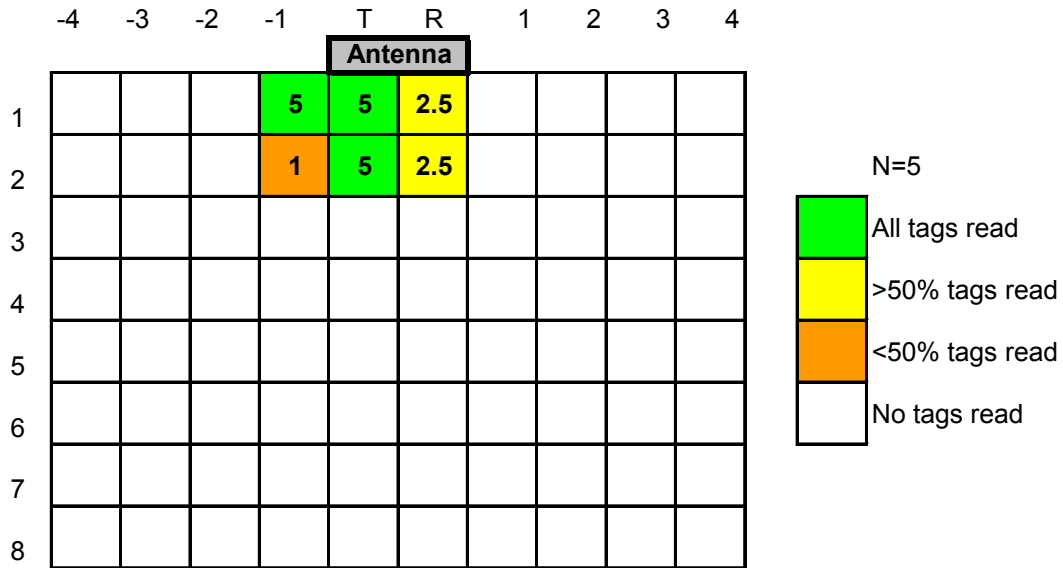 -4 -3 -2 -1 T R 1 2 3 4
Antenna
1 5 5 2.5
2 1 5 2.5
3
4
5
6
7
8
N=5
All tags read
>50% tags read
<50% tags read
No tags read